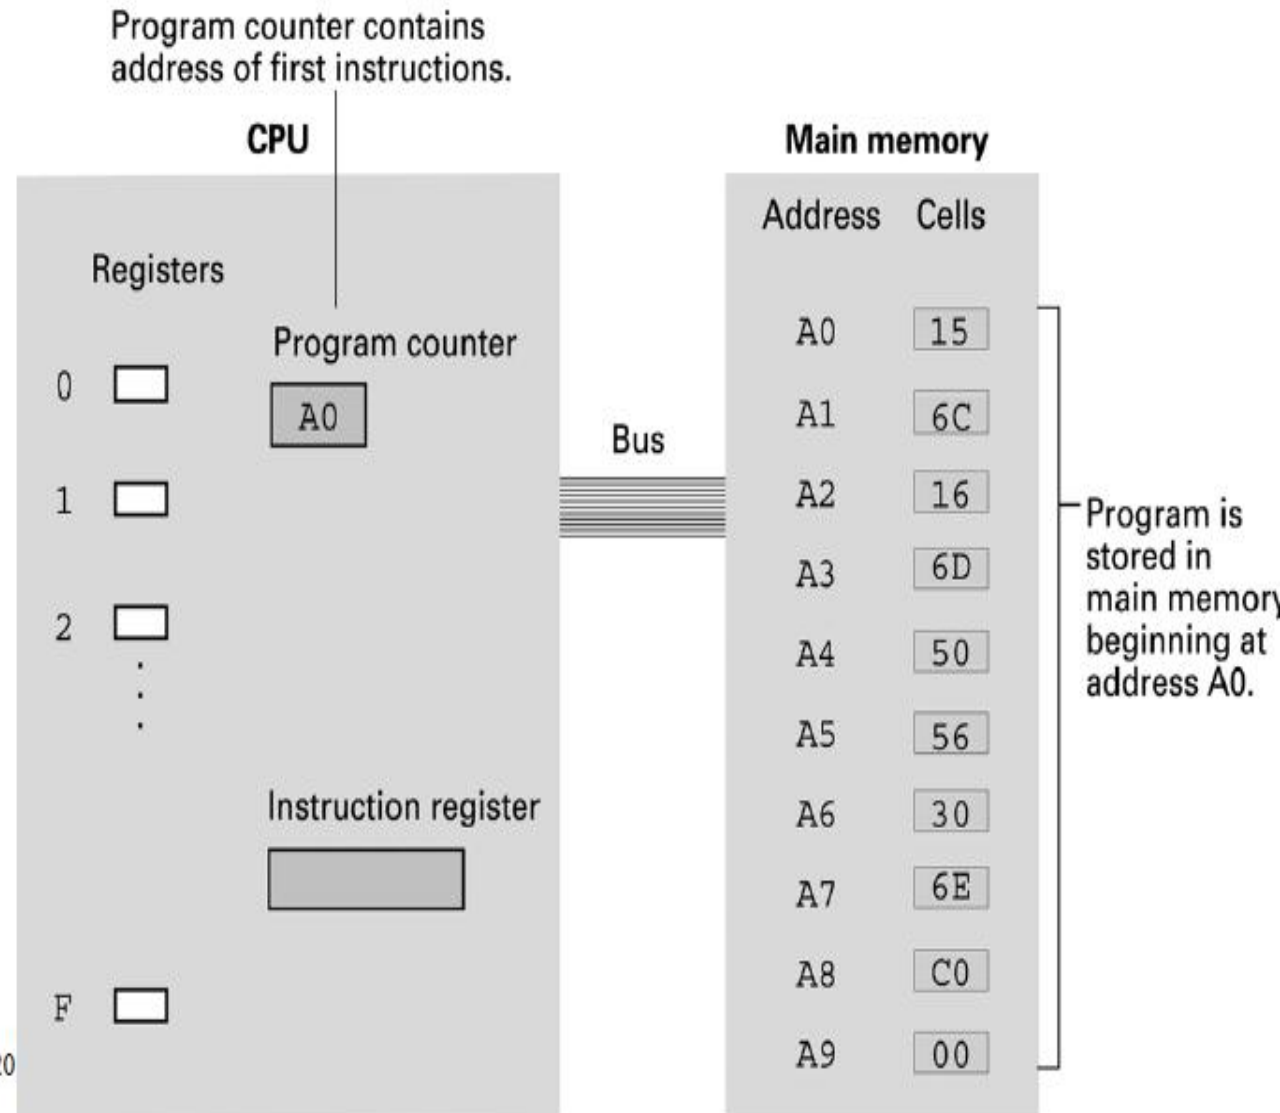 Program counter contains
address of first instructions.
CPU
Registers
Program counter
0
A0
1
2
Instruction register
F
20
Bus
Main memory
Address Cells
A0 15
A1 6C
A2 16
A3 6D
A4 50
A5 56
A6 30
A7 6E
A8 C0
A9 00
Program is
stored in
main memory
beginning at
address A0.